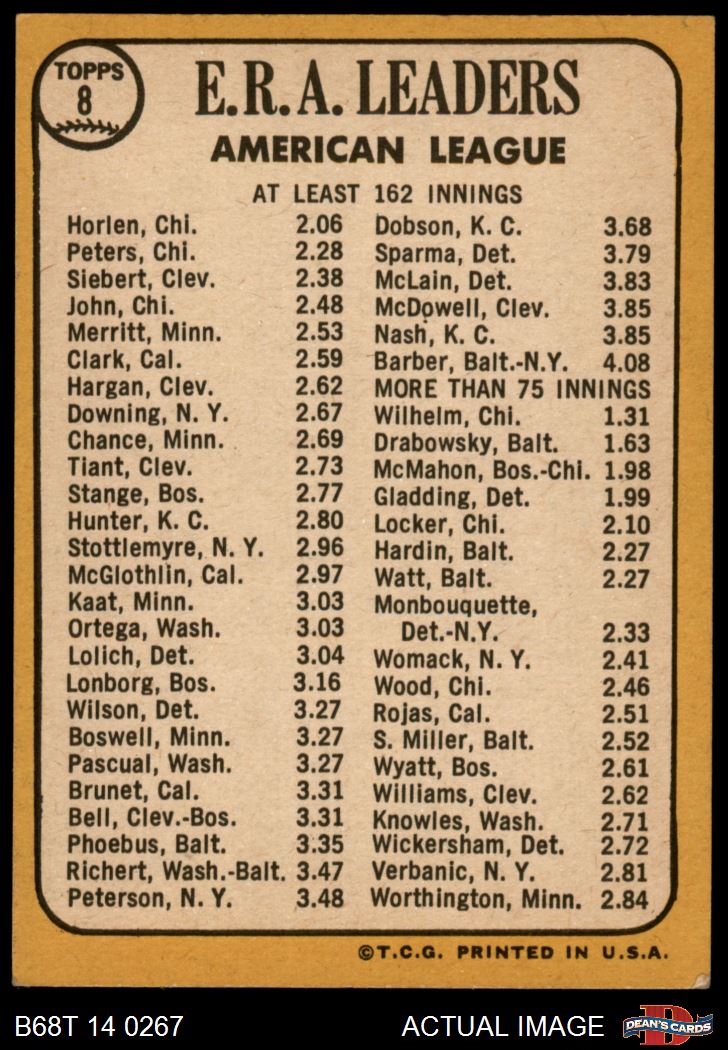 TOPPS
8
E.R.A. LEADERS
AMERICAN LEAGUE
AT LEAST 162 INNINGS
Horlen, Chi. 2.06
Peters, Chi. 2.28
Siebert, Clev. 2.38
John, Chi. 2.48
Merritt, Minn. 2.53
Clark, Cal. 2.59
Hargan, Clev. 2.62
Downing, N. Y. 2.67
Chance, Minn. 2.69
Tiant, Clev. 2.73
Stange, Bos. 2.77
Hunter, K. C. 2.80
Stottlemyre, N. Y. 2.96
McGlothlin, Cal. 2.97
Kaat, Minn. 3.03
Ortega, Wash. 3.03
Lolich, Det. 3.04
Lonborg, Bos. 3.16
Wilson, Det. 3.27
Boswell, Minn. 3.27
Pascual, Wash. 3.27
Brunet, Cal. 3.31
Bell, Clev.-Bos. 3.31
Phoebus, Balt. 3.35
Richert, Wash.-Balt. 3.47
Peterson, N. Y. 3.48
Dobson, K. C. 3.68
Sparma, Det. 3.79
McLain, Det. 3.83
McDowell, Clev. 3.85
Nash, K. C. 3.85
Barber, Balt.-N.Y. 4.08
MORE THAN 75 INNINGS
Wilhelm, Chi. 1.31
Drabowsky, Balt. 1.63
McMahon, Bos.-Chi. 1.98
Gladding, Det. 1.99
Locker, Chi. 2.10
Hardin, Balt. 2.27
Watt, Balt. 2.27
Monbouquette,
Det.-N.Y. 2.33
Womack, N. Y. 2.41
Wood, Chi. 2.46
Rojas, Cal. 2.51
S. Miller, Balt. 2.52
Wyatt, Bos. 2.61
Williams, Clev. 2.62
Knowles, Wash. 2.71
Wickersham, Det. 2.72
Verbanic, N. Y. 2.81
Worthington, Minn. 2.84
©T.C.G. PRINTED IN U.S.A.
B68T 14 0267
ACTUAL IMAGE
D
DEAN'S CARDS